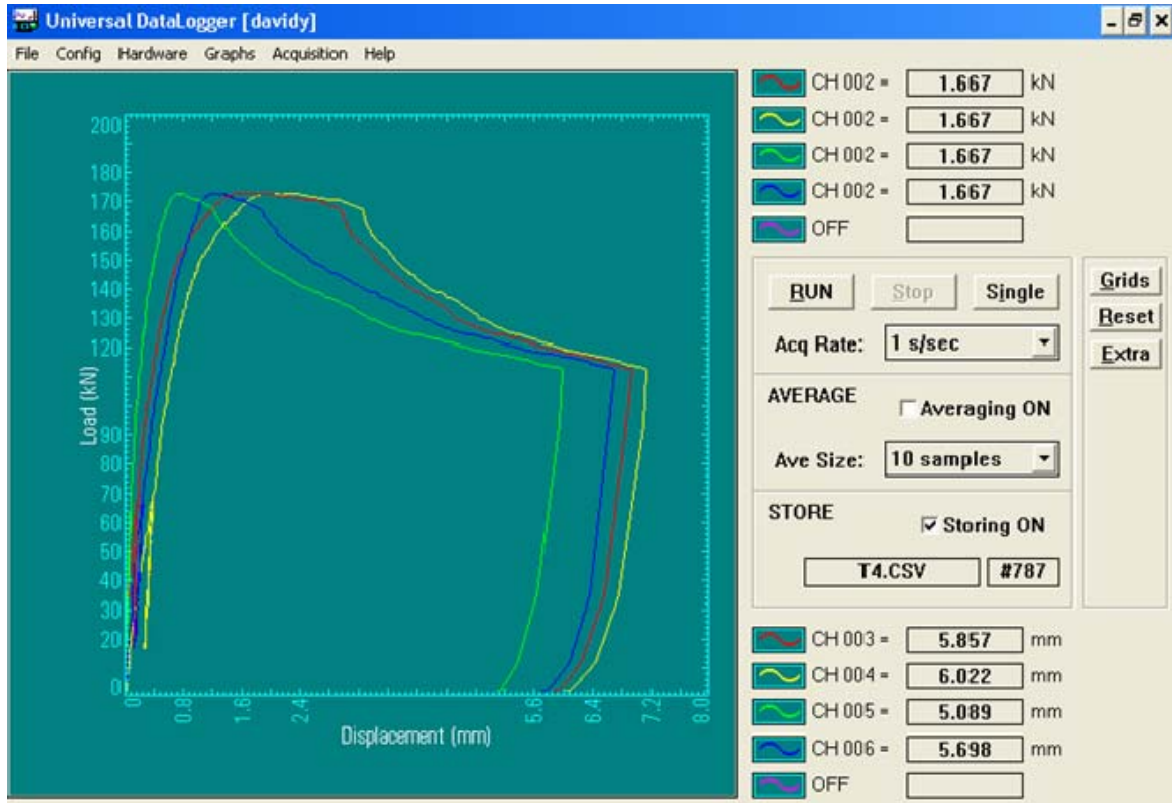 Universal DataLogger [davidy]
File Config Hardware Graphs Acquisition Help
200
180
170
160
150
140
130
120
90
80
70
60
50
40
30
20
0
Load (kN)
0 0.8 1.6 2.4 5.6 6.4 7.2 8.0
Displacement (mm)
CH 002 = 1.667 kN
CH 002 = 1.667 kN
CH 002 = 1.667 kN
CH 002 = 1.667 kN
OFF
RUN Stop Single
Acq Rate: 1 s/sec
AVERAGE
Averaging ON
Ave Size: 10 samples
STORE
Storing ON
T4.CSV #787
Grids
Reset
Extra
CH 003 = 5.857 mm
CH 004 = 6.022 mm
CH 005 = 5.089 mm
CH 006 = 5.698 mm
OFF